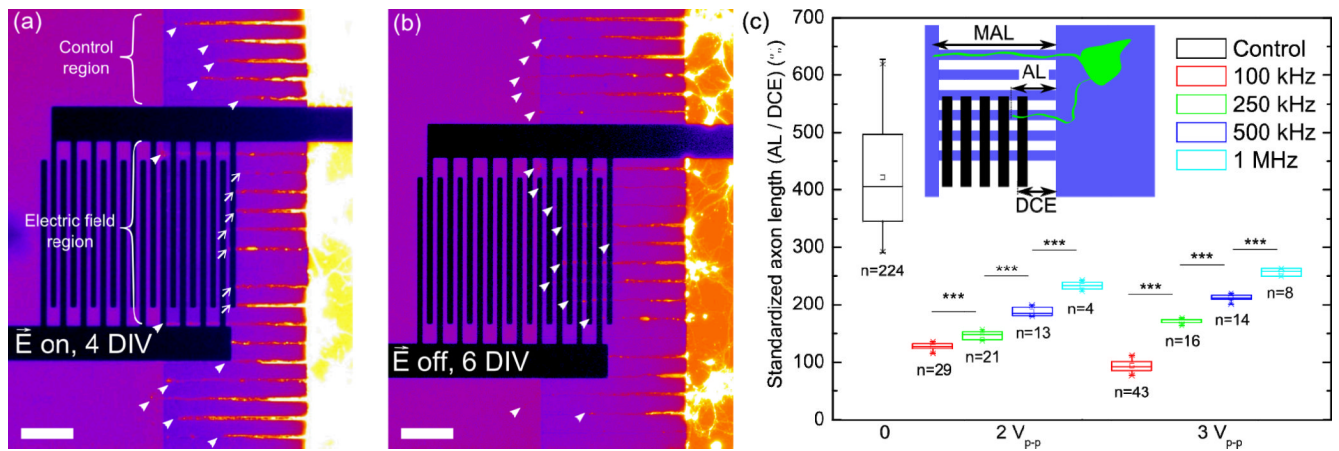 (a)
Control
region
Electric field
region
E on, 4 DIV
(b)
E off, 6 DIV
(c)
Standardized axon length (AL / DCE) (%)
700
600
500
400
300
200
100
0
MAL
AL
DCE
Control
100 kHz
250 kHz
500 kHz
1 MHz
n=224
***
***
***
***
***
***
n=29
n=21
n=13
n=4
n=43
n=16
n=14
n=8
0
2 Vp-p
3 Vp-p